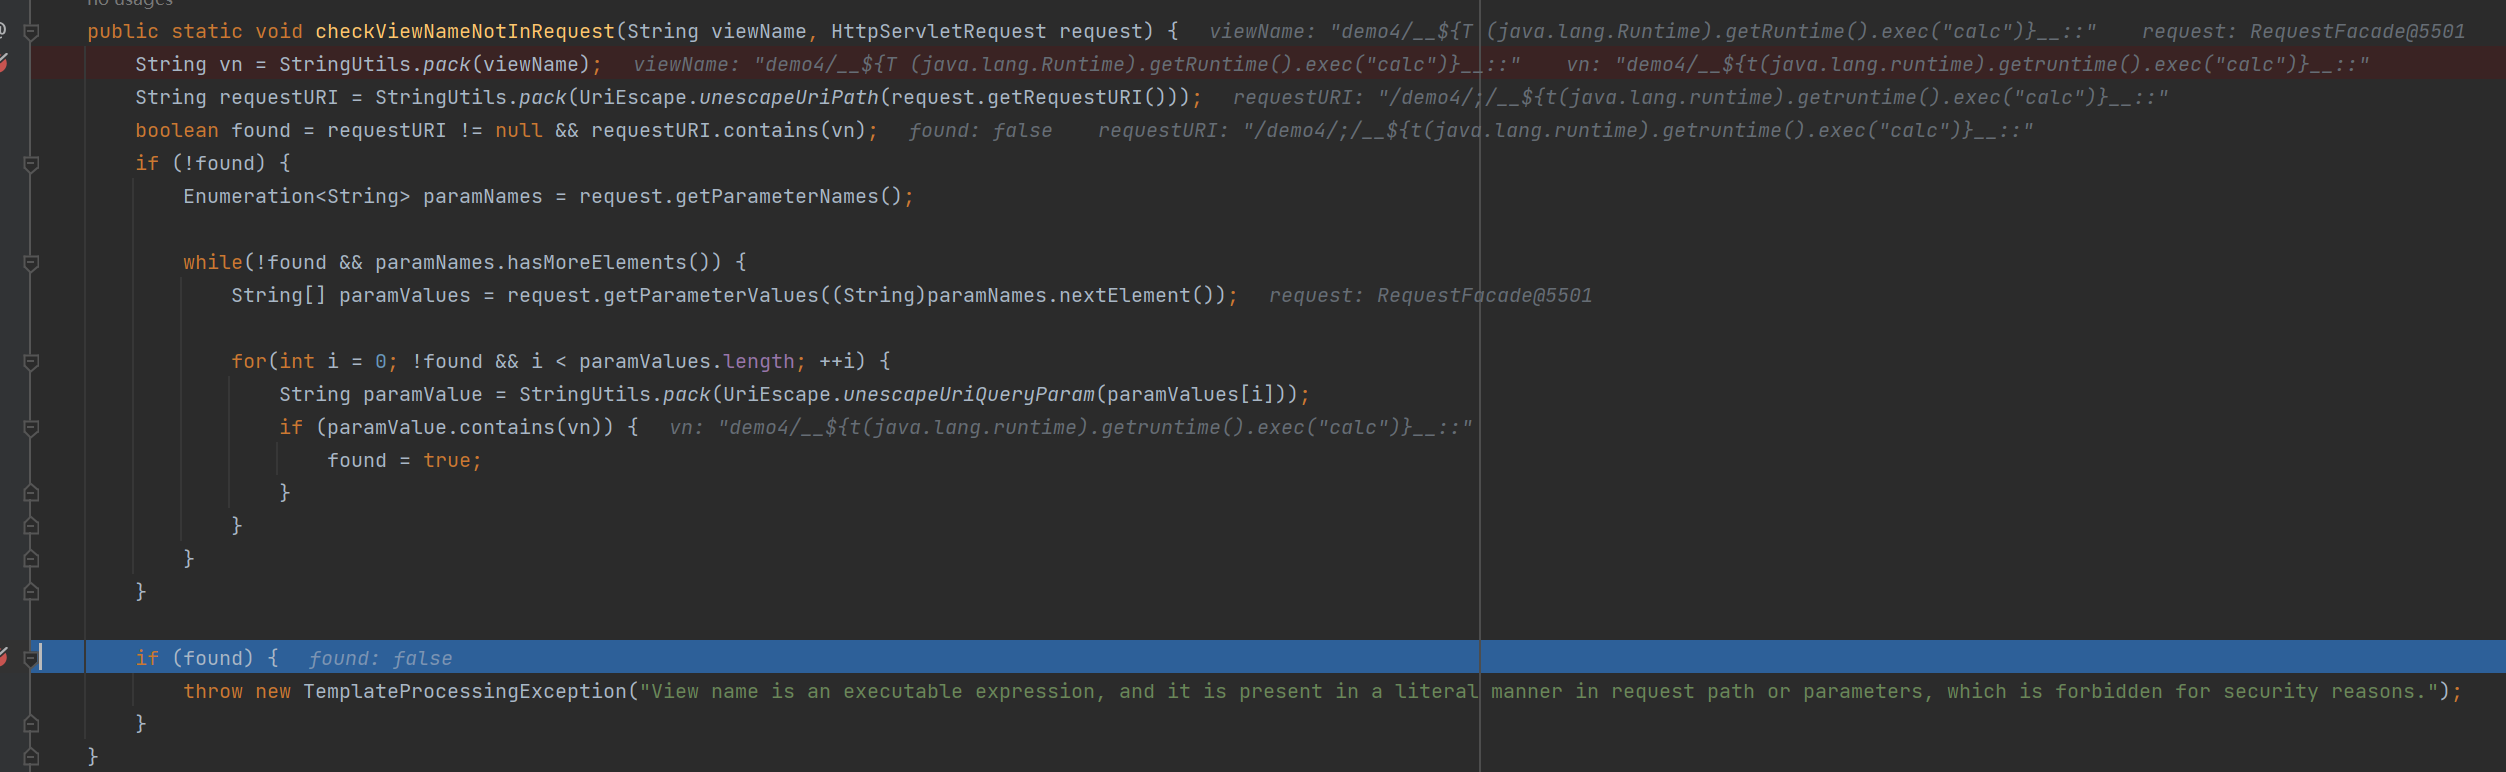 no usages
public static void checkViewNameNotInRequest(String viewName, HttpServletRequest request) {   viewName: "demo4/__${T (java.lang.Runtime).getRuntime().exec("calc")}__::"    request: RequestFacade@5501
String vn = StringUtils.pack(viewName);   viewName: "demo4/__${T (java.lang.Runtime).getRuntime().exec("calc")}__::"    vn: "demo4/__${t(java.lang.runtime).getruntime().exec("calc")}__::"
String requestURI = StringUtils.pack(UriEscape.unescapeUriPath(request.getRequestURI()));   requestURI: "/demo4/;/__${t(java.lang.runtime).getruntime().exec("calc")}__::"
boolean found = requestURI != null && requestURI.contains(vn);   found: false    requestURI: "/demo4/;/__${t(java.lang.runtime).getruntime().exec("calc")}__::"
if (!found) {
Enumeration<String> paramNames = request.getParameterNames();
while(!found && paramNames.hasMoreElements()) {
String[] paramValues = request.getParameterValues((String)paramNames.nextElement());   request: RequestFacade@5501
for(int i = 0; !found && i < paramValues.length; ++i) {
String paramValue = StringUtils.pack(UriEscape.unescapeUriQueryParam(paramValues[i]));
if (paramValue.contains(vn)) {   vn: "demo4/__${t(java.lang.runtime).getruntime().exec("calc")}__::"
found = true;
}
}
}
}
if (found) {   found: false
throw new TemplateProcessingException("View name is an executable expression, and it is present in a literal manner in request path or parameters, which is forbidden for security reasons.");
}
}